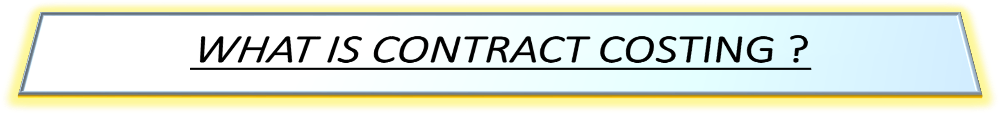 WHAT IS CONTRACT COSTING ?